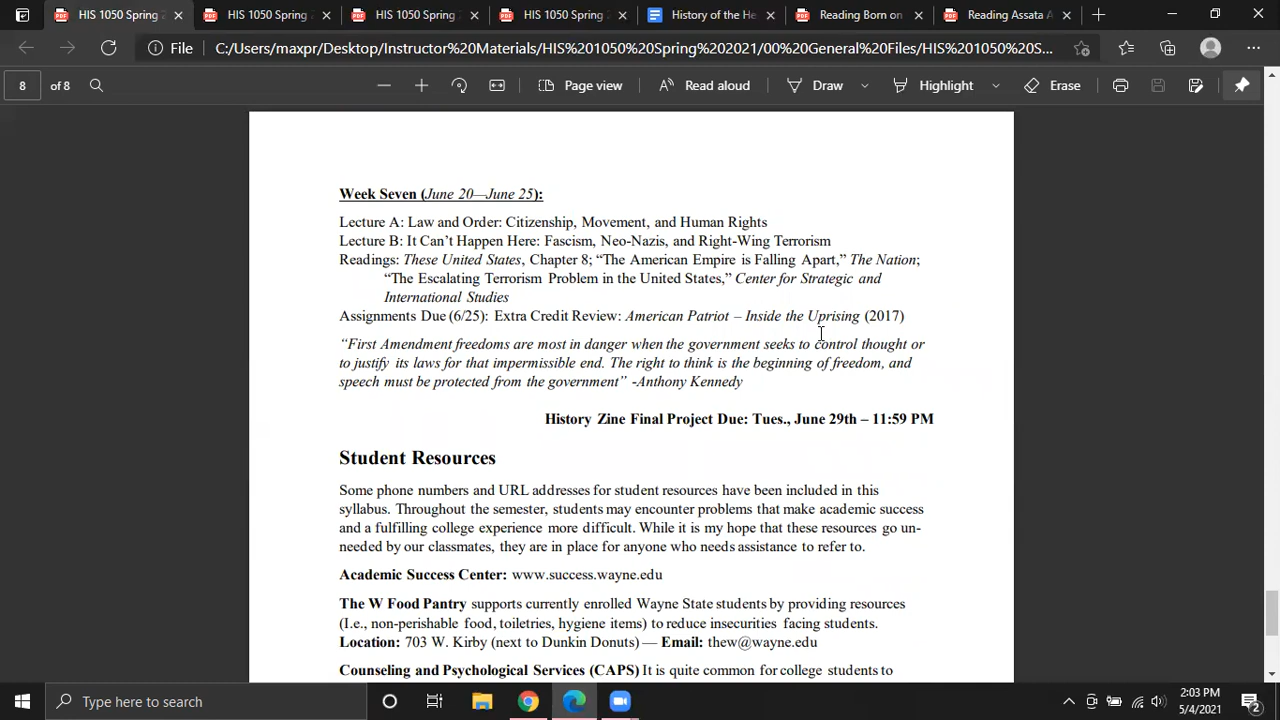 HIS 1050 Spring
HIS 1050 Spring
HIS 1050 Spring
HIS 1050 Spring
History of the He
Reading Born on
Reading Assata A
File
C:/Users/maxpr/Desktop/Instructor%20Materials/HIS%201050%20Spring%202021/00%20General%20Files/HIS%201050%20S...
8 of 8
Page view
Read aloud
Draw
Highlight
Erase
Week Seven (June 20—June 25):
Lecture A: Law and Order: Citizenship, Movement, and Human Rights
Lecture B: It Can’t Happen Here: Fascism, Neo-Nazis, and Right-Wing Terrorism
Readings: These United States, Chapter 8; “The American Empire is Falling Apart,” The Nation;
“The Escalating Terrorism Problem in the United States,” Center for Strategic and
International Studies
Assignments Due (6/25): Extra Credit Review: American Patriot – Inside the Uprising (2017)
“First Amendment freedoms are most in danger when the government seeks to control thought or
to justify its laws for that impermissible end. The right to think is the beginning of freedom, and
speech must be protected from the government” -Anthony Kennedy
History Zine Final Project Due: Tues., June 29th – 11:59 PM
Student Resources
Some phone numbers and URL addresses for student resources have been included in this
syllabus. Throughout the semester, students may encounter problems that make academic success
and a fulfilling college experience more difficult. While it is my hope that these resources go un-
needed by our classmates, they are in place for anyone who needs assistance to refer to.
Academic Success Center: www.success.wayne.edu
The W Food Pantry supports currently enrolled Wayne State students by providing resources
(I.e., non-perishable food, toiletries, hygiene items) to reduce insecurities facing students.
Location: 703 W. Kirby (next to Dunkin Donuts) — Email: thew@wayne.edu
Counseling and Psychological Services (CAPS) It is quite common for college students to
Type here to search
2:03 PM
5/4/2021
2